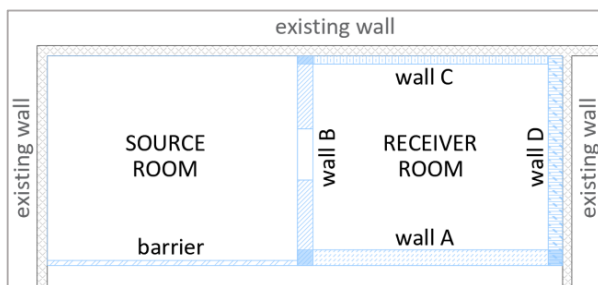 existing wall
wall C
existing wall
SOURCE
ROOM
wall B
RECEIVER
ROOM
wall D
existing wall
barrier
wall A